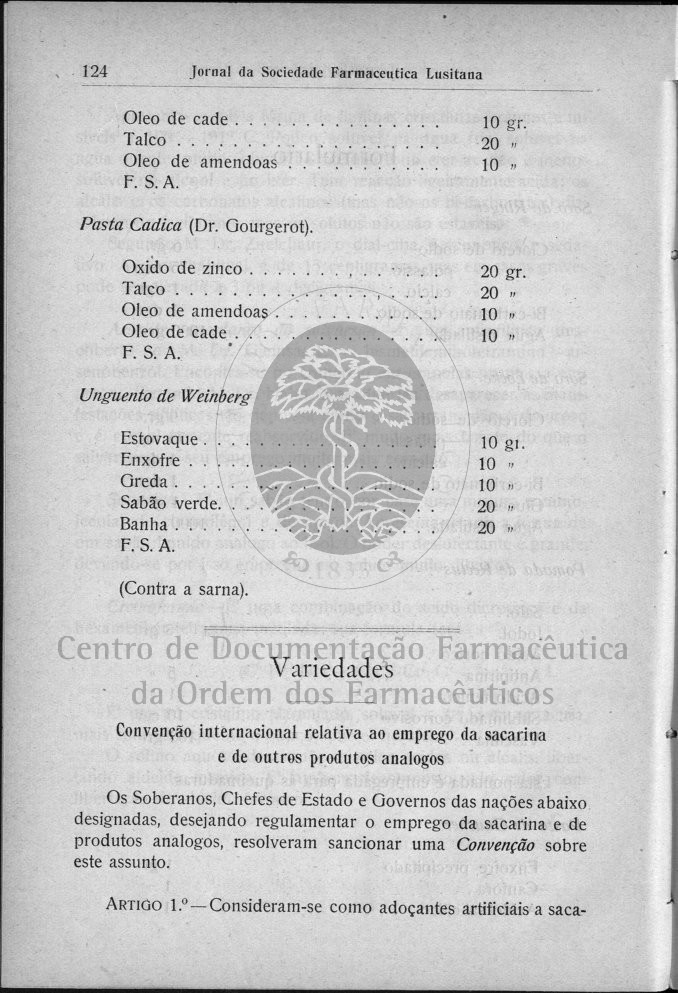 124 Jornal da Sociedade Farmaceutica Lusitana
Oleo de cade . . . . . . . . . . . . . . 10 gr.
Talco . . . . . . . . . . . . . . . . . 20 "
Oleo de amendoas . . . . . . . . . . . 10 "
F. S. A.
Pasta Cadica (Dr. Gourgerot).
Oxido de zinco . . . . . . . . . . . . . 20 gr.
Talco . . . . . . . . . . . . . . . . . 20 "
Oleo de amendoas . . . . . . . . . . . 10 "
Oleo de cade . . . . . . . . . . . . . . 10 "
F. S. A.
Unguento de Weinberg
Estovaque . . . . . . . . . . . . . . . 10 gr.
Enxofre . . . . . . . . . . . . . . . . 10 "
Greda . . . . . . . . . . . . . . . . . 10 "
Sabão verde. . . . . . . . . . . . . . . 20 "
Banha . . . . . . . . . . . . . . . . . 20 "
F. S. A.
(Contra a sarna).
Centro de Documentação Farmacêutica
Variedades
da Ordem dos Farmacêuticos
Convenção internacional relativa ao emprego da sacarina
e de outros produtos analogos
Os Soberanos, Chefes de Estado e Governos das nações abaixo
designadas, desejando regulamentar o emprego da sacarina e de
produtos analogos, resolveram sancionar uma Convenção sobre
este assunto.
ARTIGO 1.º—Consideram-se como adoçantes artificiais a saca-